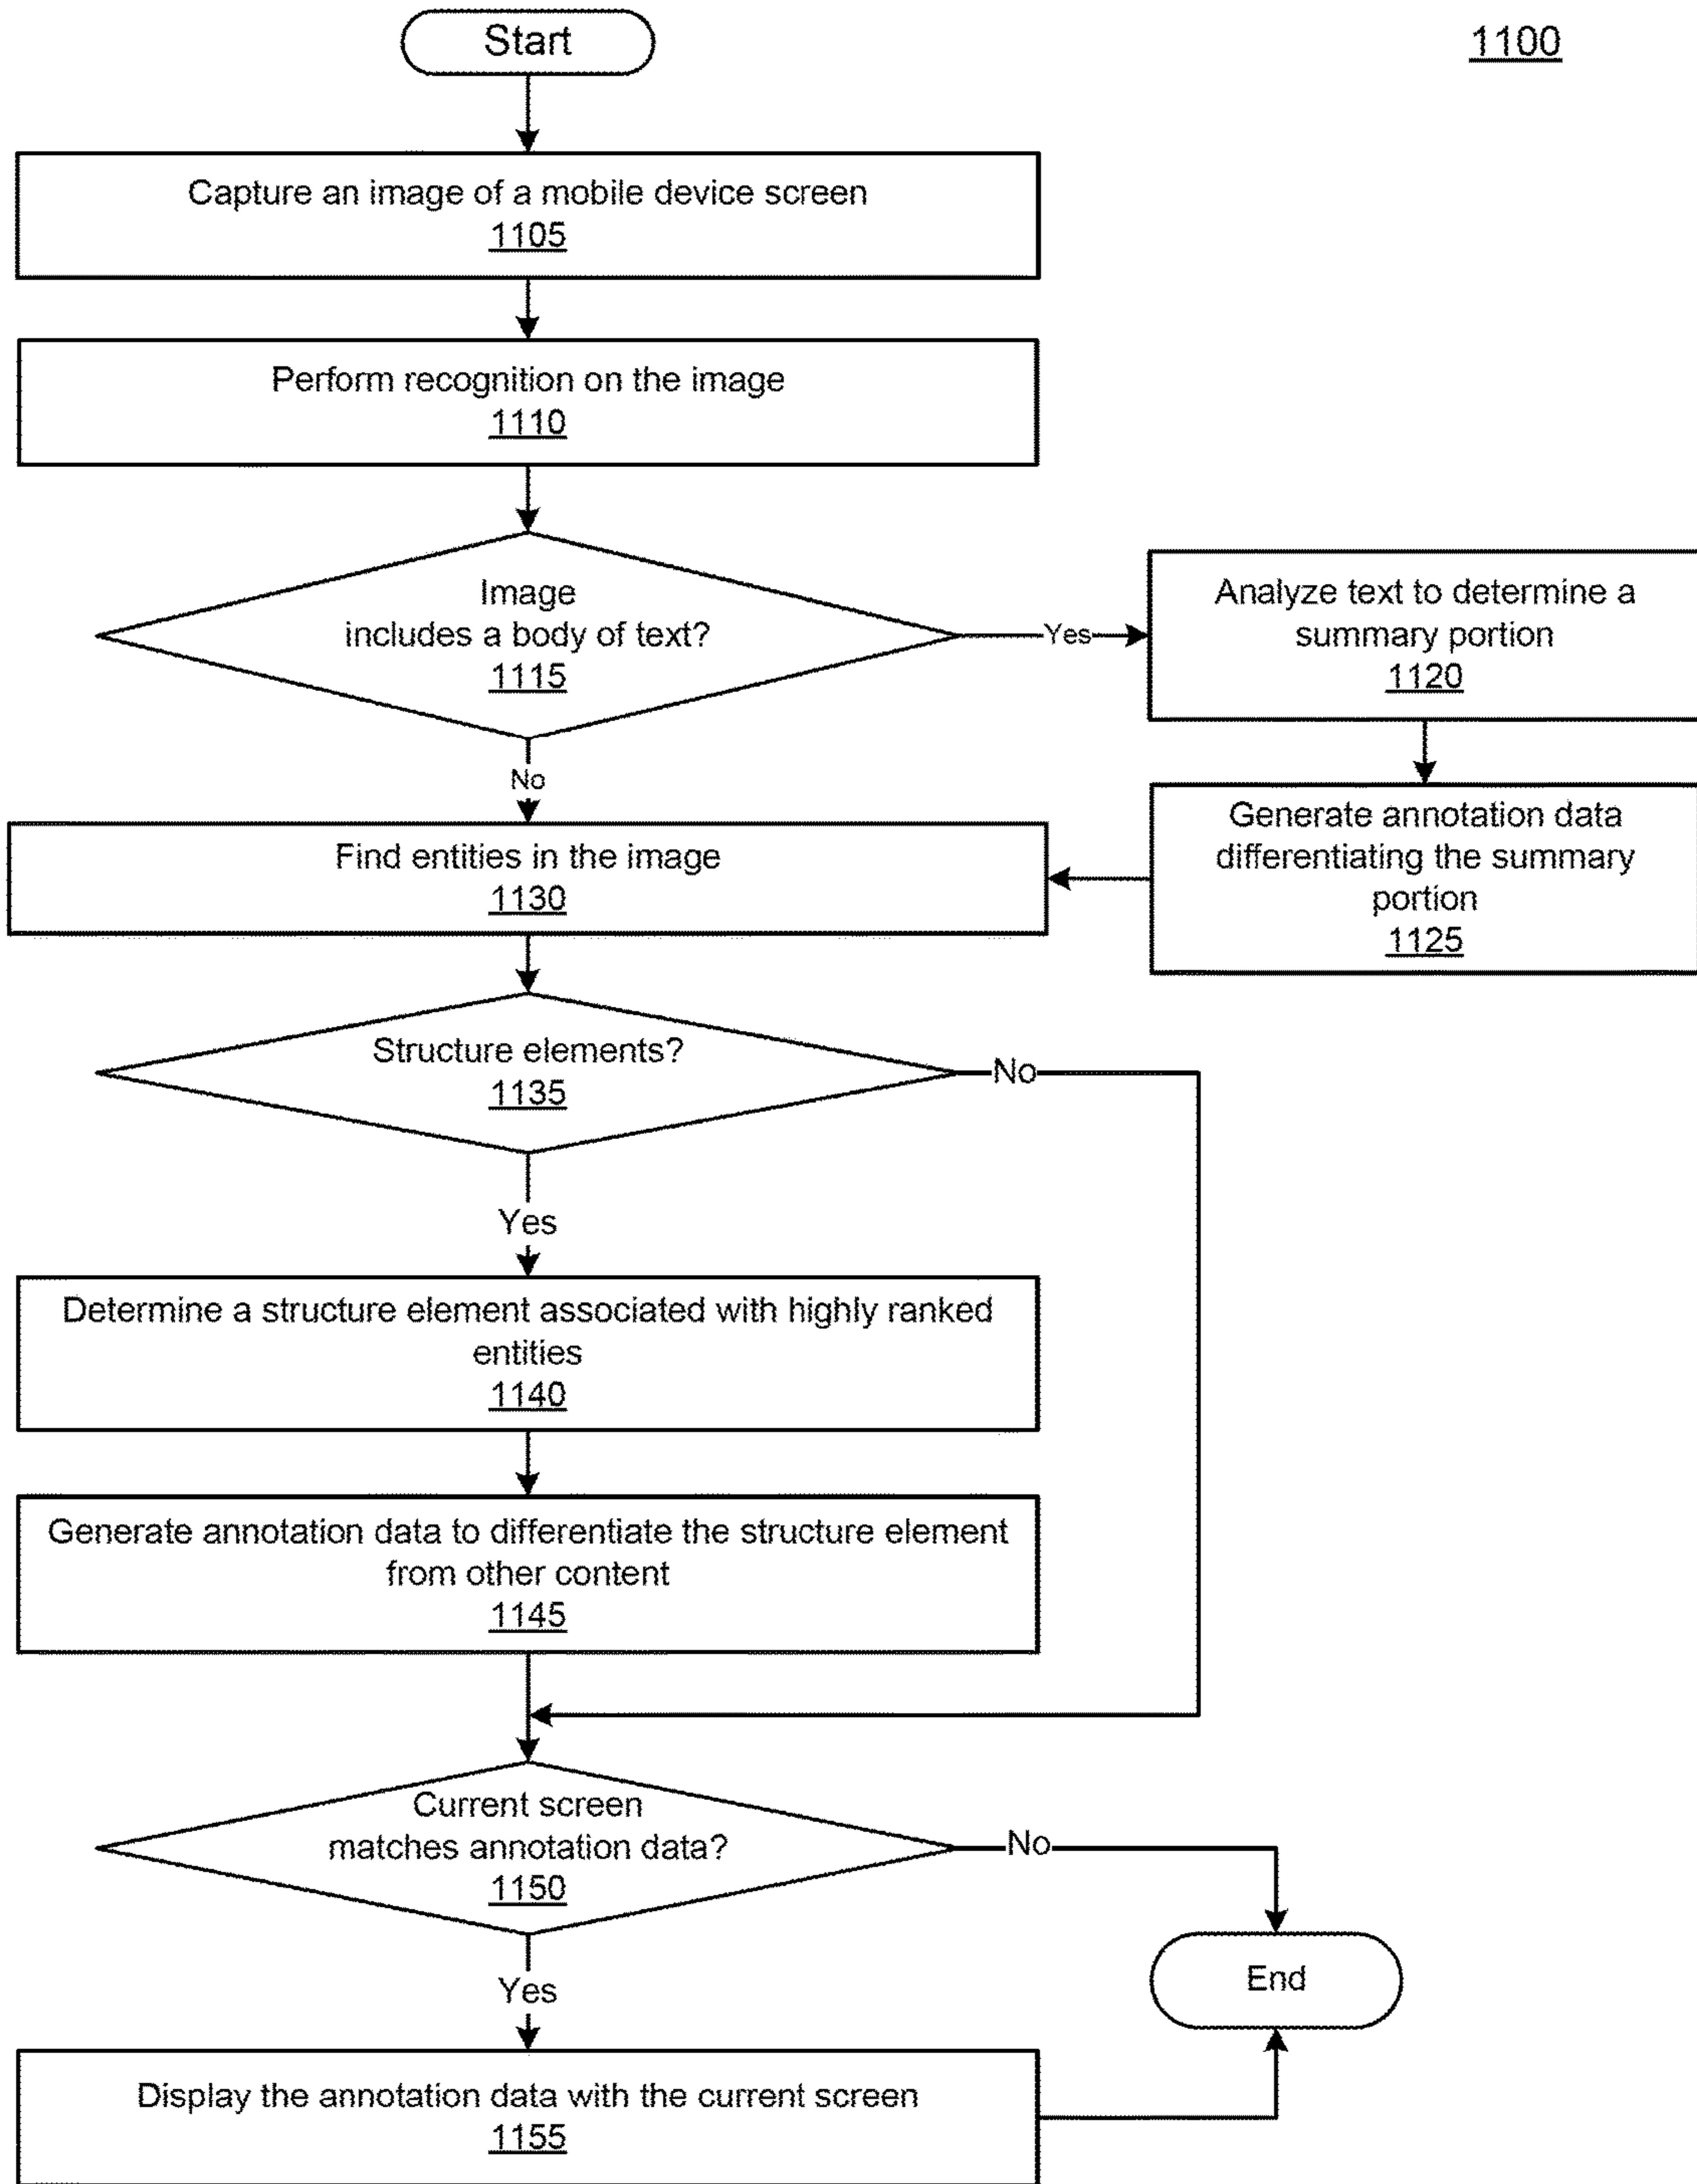 Start
1100
Capture an image of a mobile device screen
1105
Perform recognition on the image
1110
Image
includes a body of text?
1115
Yes
Analyze text to determine a
summary portion
1120
No
Generate annotation data
differentiating the summary
portion
1125
Find entities in the image
1130
Structure elements?
1135
No
Yes
Determine a structure element associated with highly ranked
entities
1140
Generate annotation data to differentiate the structure element
from other content
1145
Current screen
matches annotation data?
1150
No
Yes
End
Display the annotation data with the current screen
1155